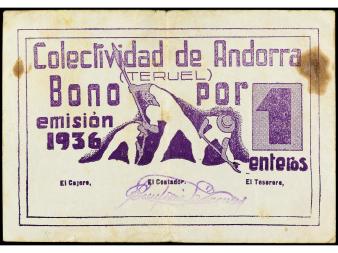 Colectividad de Andorra
(TERUEL)
Bono por 1
emisión
1936
enteros
El Cajero, El Contador, El Tesorero,